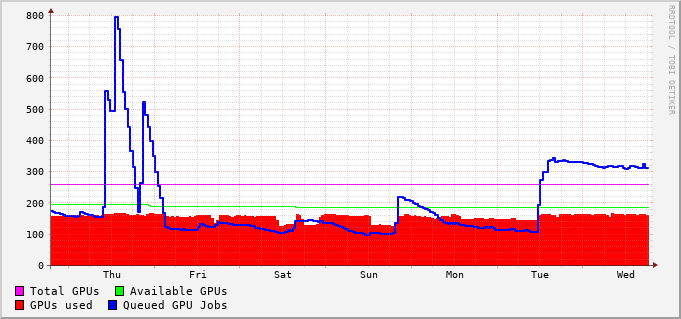 800
700
600
500
400
300
200
100
0
Thu Fri Sat Sun Mon Tue Wed
Total GPUs Available GPUs
GPUs used Queued GPU Jobs
RRDTOOL / TOBI OETIKER